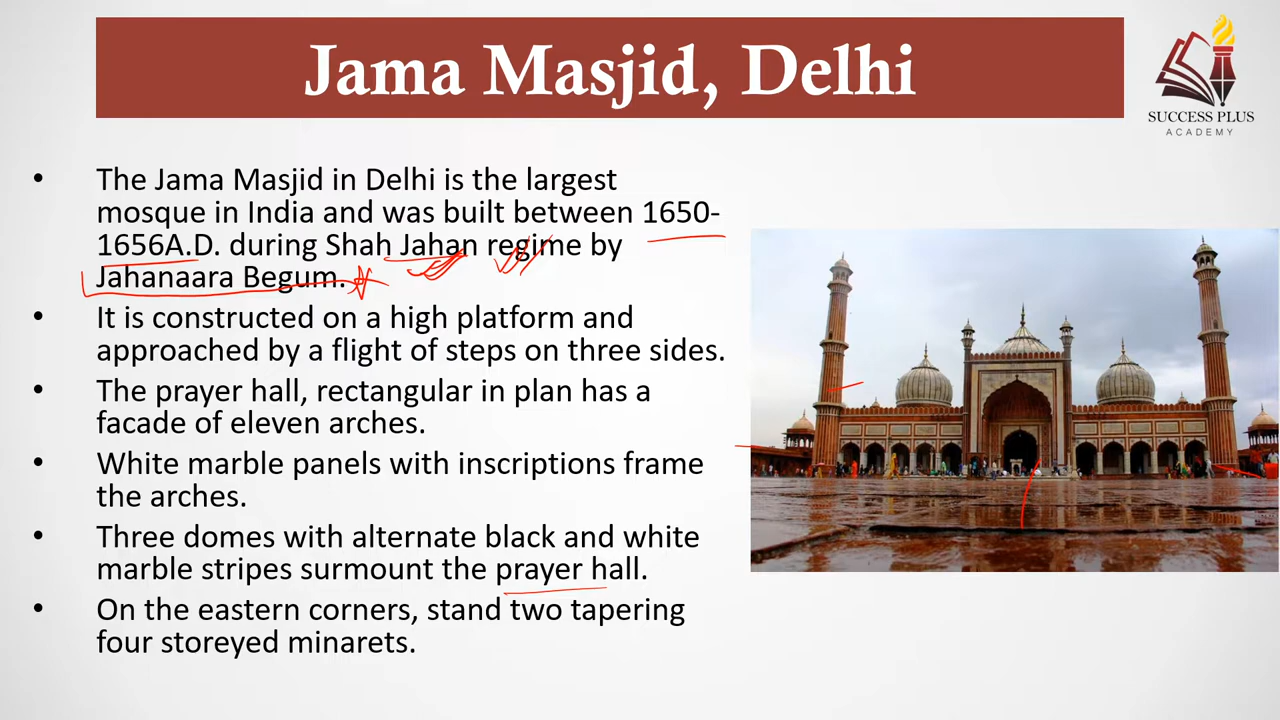 Jama Masjid, Delhi
SUCCESS PLUS
ACADEMY
• The Jama Masjid in Delhi is the largest
mosque in India and was built between 1650-
1656A.D. during Shah Jahan regime by
Jahanaara Begum.
• It is constructed on a high platform and
approached by a flight of steps on three sides.
• The prayer hall, rectangular in plan has a
facade of eleven arches.
• White marble panels with inscriptions frame
the arches.
• Three domes with alternate black and white
marble stripes surmount the prayer hall.
• On the eastern corners, stand two tapering
four storeyed minarets.